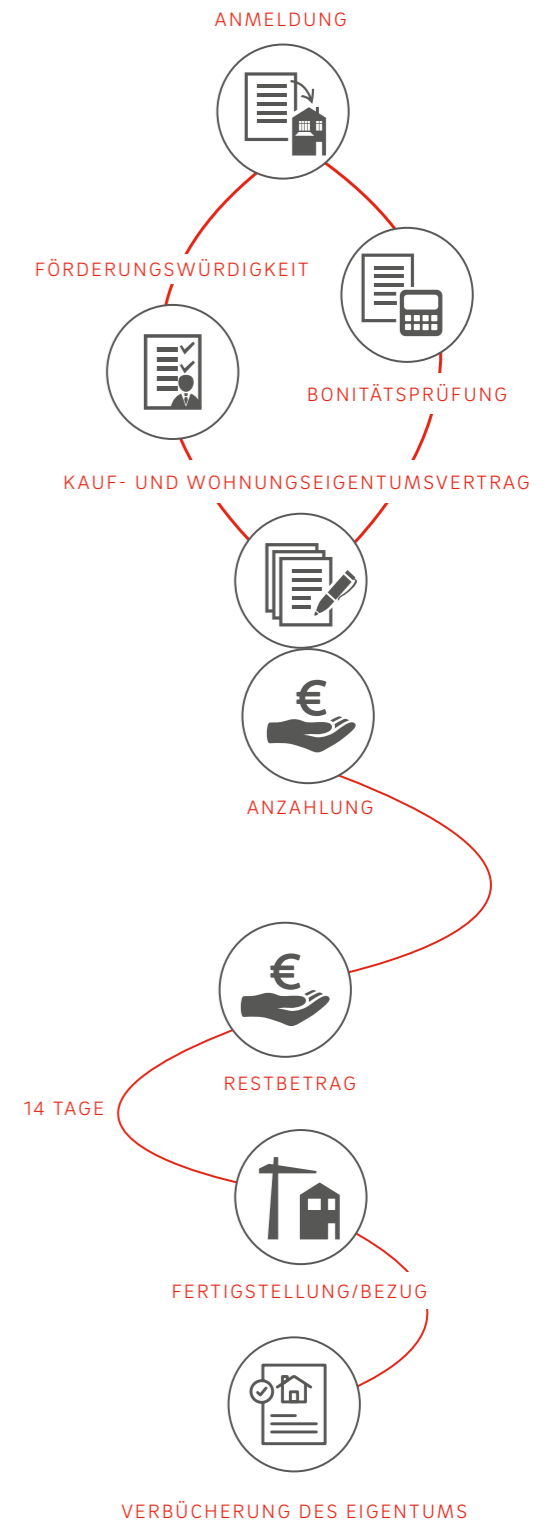 ANMELDUNG
FÖRDERUNGSWÜRDIGKEIT
BONITÄTSPRÜFUNG
KAUF- UND WOHNUNGSEIGENTUMSVERTRAG
€
ANZAHLUNG
€
RESTBETRAG
14 TAGE
FERTIGSTELLUNG/BEZUG
VERBÜCHERUNG DES EIGENTUMS